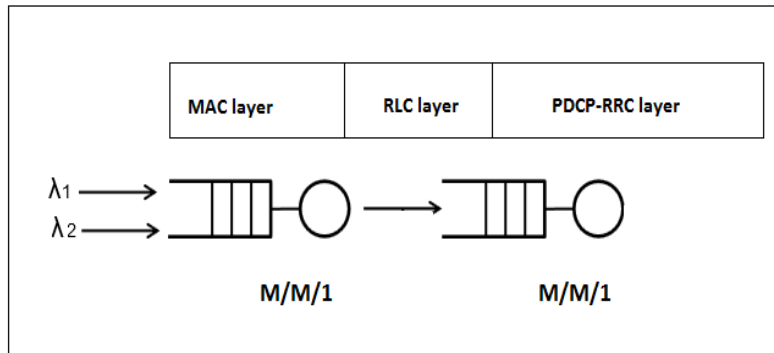 MAC layer RLC layer PDCP-RRC layer
λ1
λ2
M/M/1 M/M/1